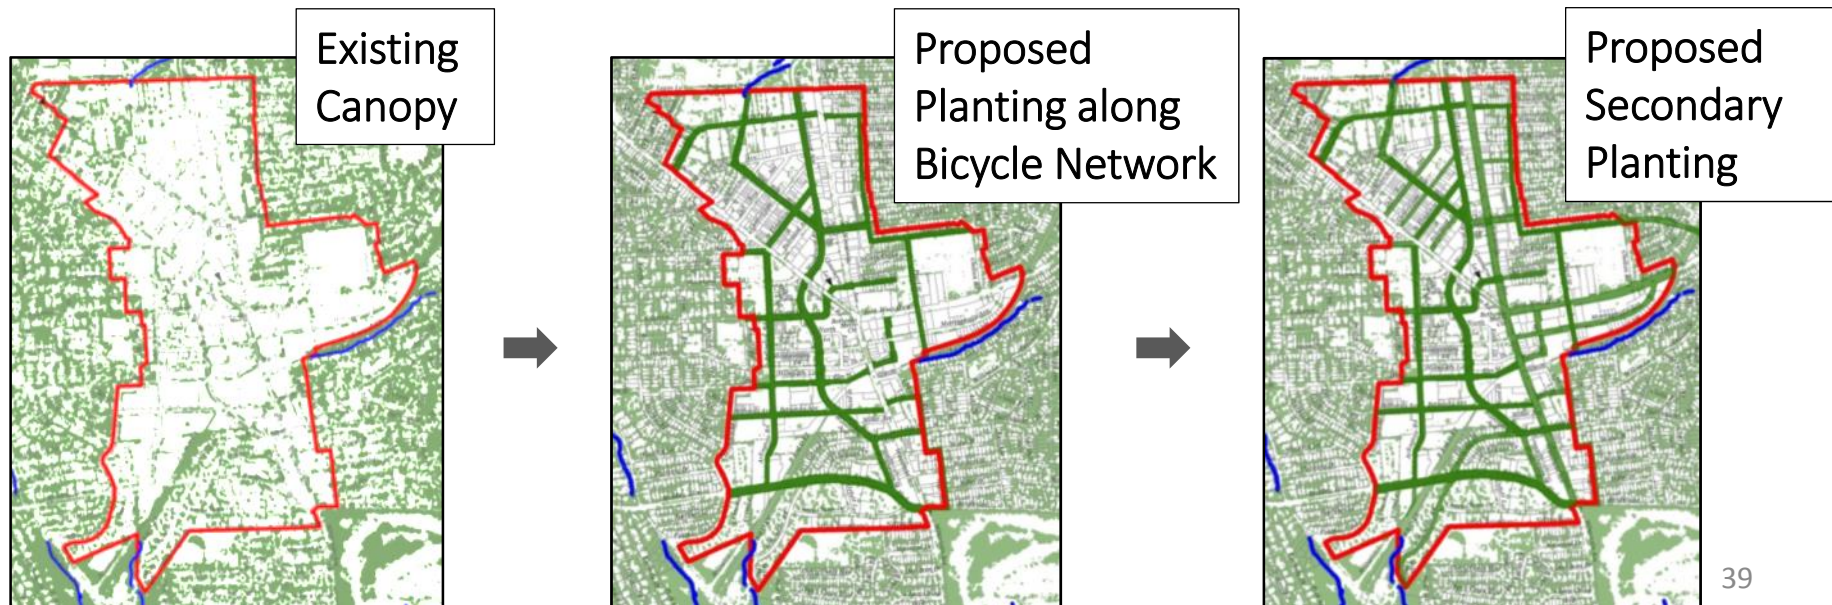 Existing
Canopy
Proposed
Planting along
Bicycle Network
Proposed
Secondary
Planting
39